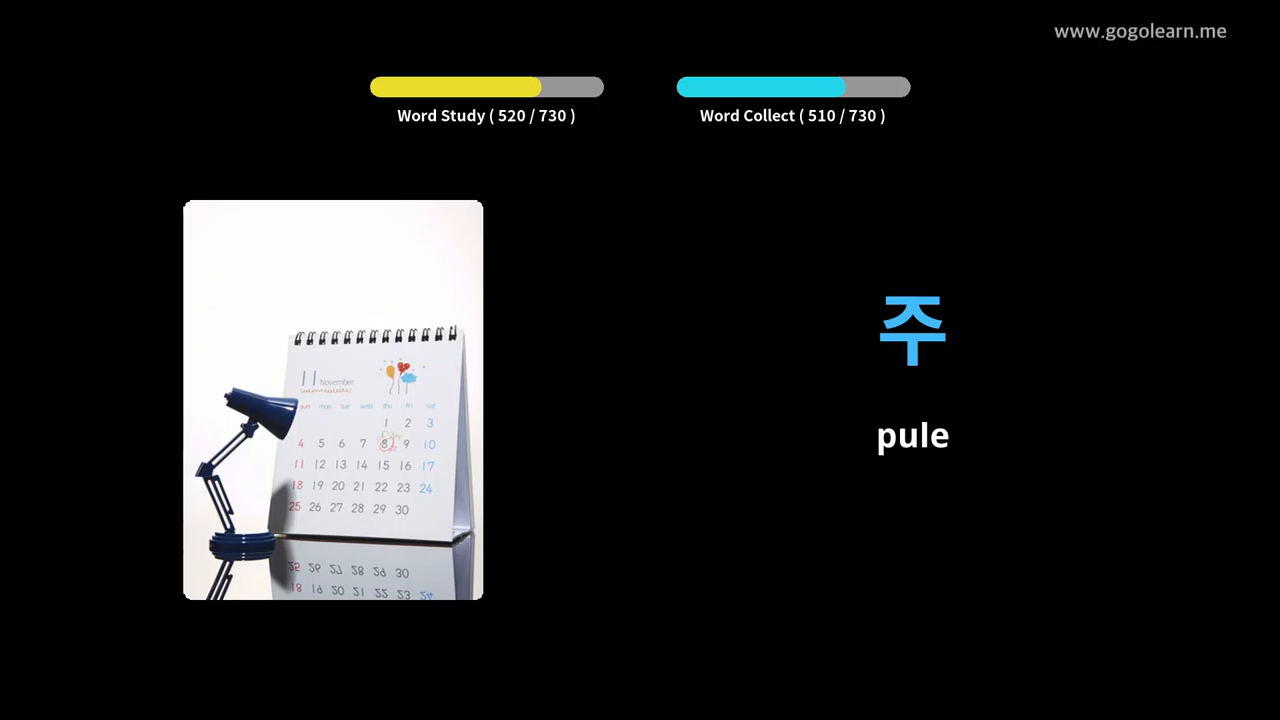 www.gogolearn.me
Word Study ( 520 / 730 )
Word Collect ( 510 / 730 )
11 November
sun mon tue wed thu fri sat
1 2 3
4 5 6 7 8 9 10
11 12 13 14 15 16 17
18 19 20 21 22 23 24
25 26 27 28 29 30
주
pule